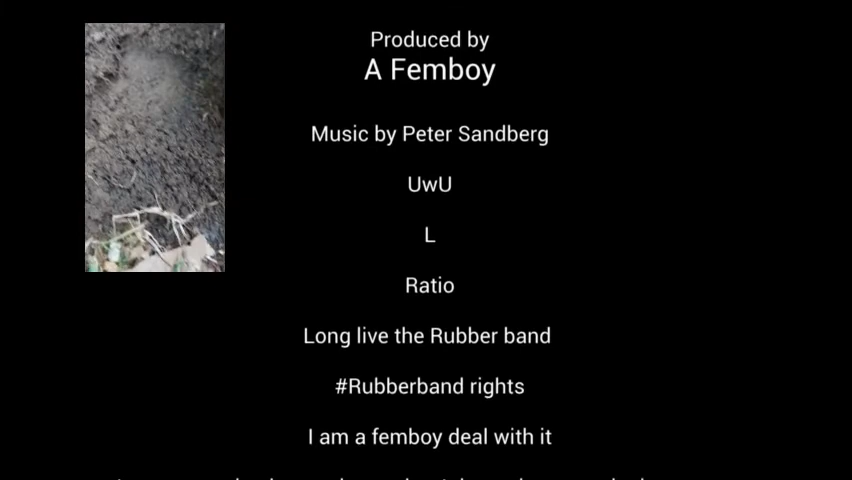 Produced by
A Femboy
Music by Peter Sandberg
UwU
L
Ratio
Long live the Rubber band
#Rubberband rights
I am a femboy deal with it